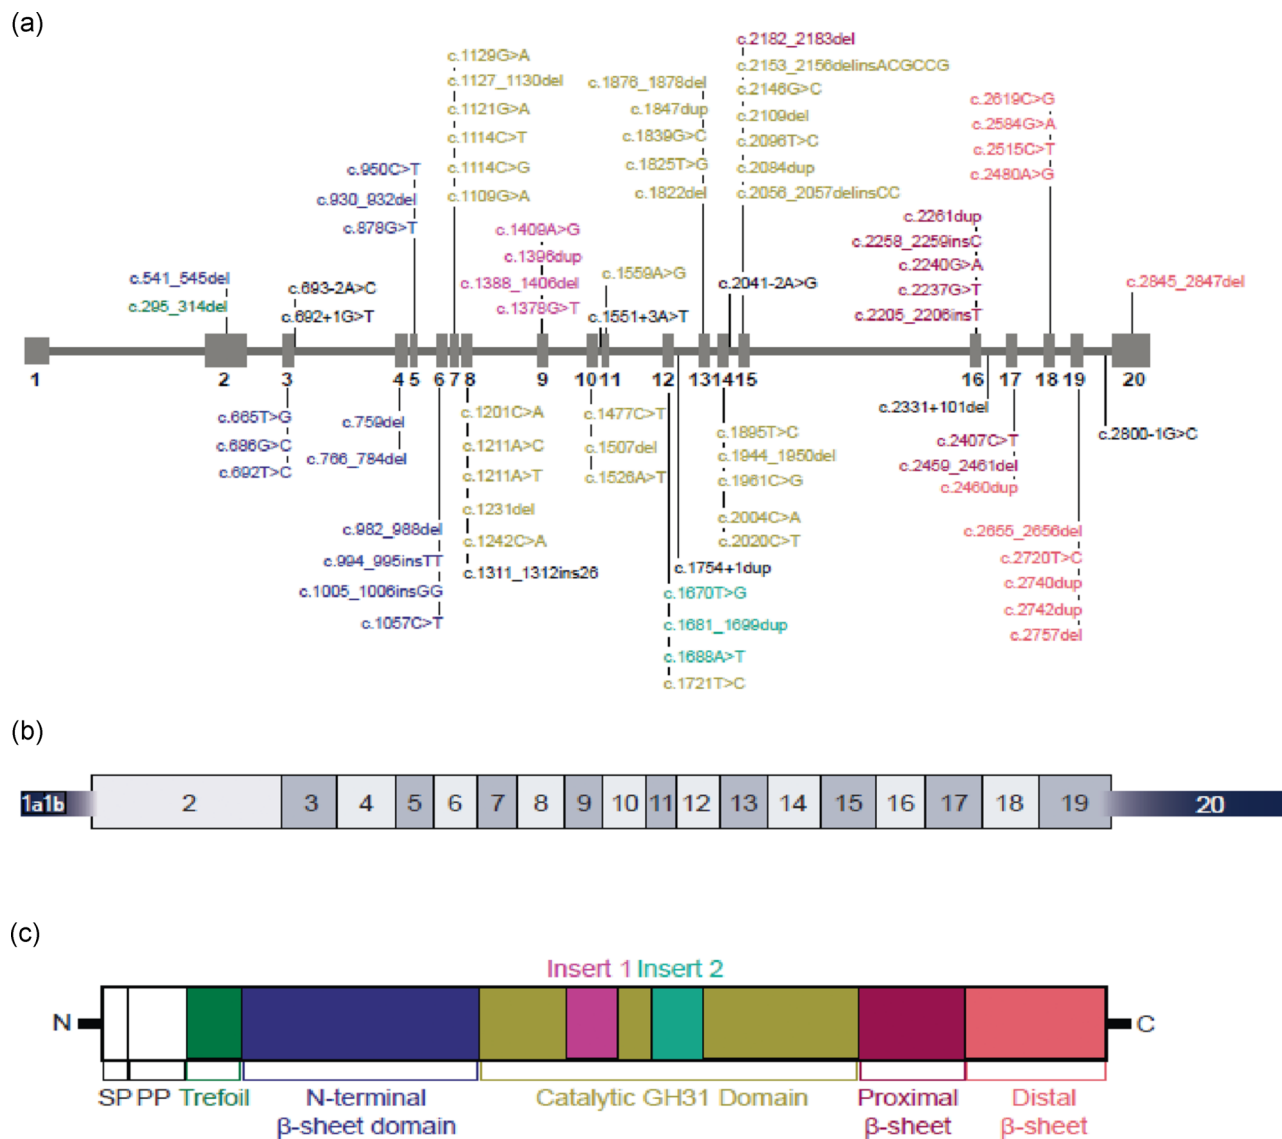 (a)
c.1129G>A
c.1127_1130del
c.1121G>A
c.1114C>T
c.1114C>G
c.1109G>A
c.950C>T
c.930_932del
c.878G>T
c.541_545del
c.295_314del
c.693-2A>C
c.692+1G>T
c.1409A>G
c.1396dup
c.1388_1406del
c.1378G>T
c.1559A>G
c.1551+3A>T
c.1876_1878del
c.1847dup
c.1839G>C
c.1825T>G
c.1822del
c.2182_2183del
c.2153_2156delinsACGCCG
c.2146G>C
c.2109del
c.2096T>C
c.2084dup
c.2056_2057delinsCC
c.2041-2A>G
c.2261dup
c.2258_2259insC
c.2240G>A
c.2237G>T
c.2205_2206insT
c.2619C>G
c.2584G>A
c.2515C>T
c.2480A>G
c.2845_2847del
1 2 3 4 5 6 7 8 9 10 11 12 13 14 15 16 17 18 19 20
c.665T>G
c.686G>C
c.692T>C
c.759del
c.766_784del
c.982_988del
c.994_995insTT
c.1005_1006insGG
c.1057C>T
c.1201C>A
c.1211A>C
c.1211A>T
c.1231del
c.1242C>A
c.1311_1312ins26
c.1477C>T
c.1507del
c.1526A>T
c.1754+1dup
c.1670T>G
c.1681_1699dup
c.1688A>T
c.1721T>C
c.1895T>C
c.1944_1950del
c.1961C>G
c.2004C>A
c.2020C>T
c.2331+101del
c.2407C>T
c.2459_2461del
c.2460dup
c.2655_2656del
c.2720T>C
c.2740dup
c.2742dup
c.2757del
c.2800-1G>C
(b)
1a1b 2 3 4 5 6 7 8 9 10 11 12 13 14 15 16 17 18 19 20
(c)
Insert 1 Insert 2
N C
SP PP Trefoil
N-terminal
β-sheet domain
Catalytic GH31 Domain
Proximal
β-sheet
Distal
β-sheet